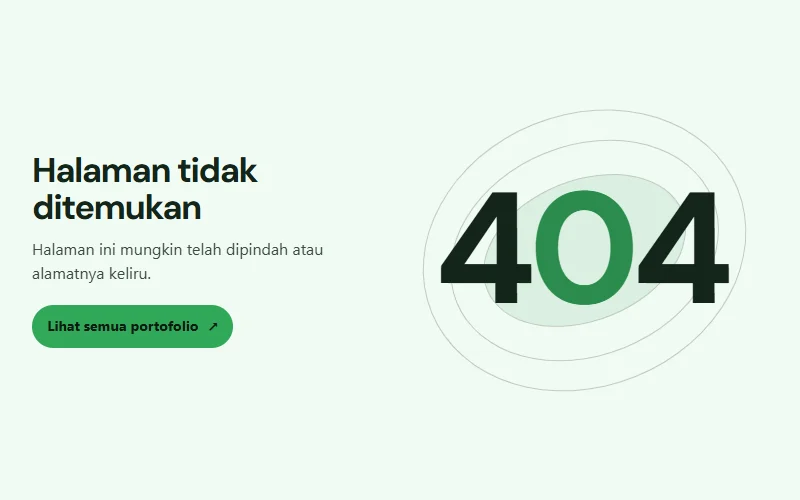 Halaman tidak
ditemukan
Halaman ini mungkin telah dipindah atau
alamatnya keliru.
Lihat semua portofolio ↗
404